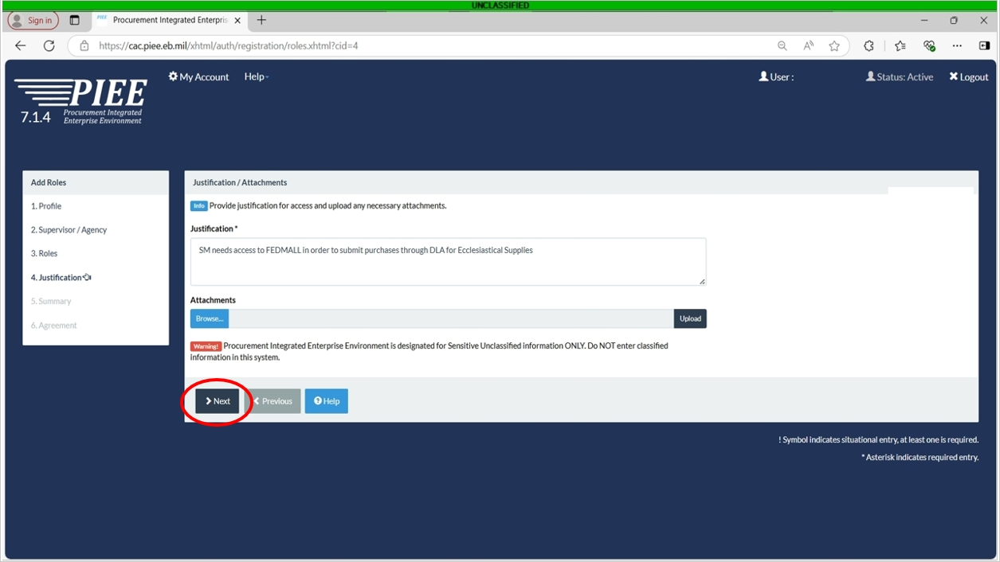 UNCLASSIFIED
Sign in
PIEE
Procurement Integrated Enterpris
https://cac.piee.eb.mil/xhtml/auth/registration/roles.xhtml?cid=4
My Account
Help
User :
Status: Active
Logout
PIEE
7.1.4
Procurement Integrated
Enterprise Environment
Add Roles
1. Profile
2. Supervisor / Agency
3. Roles
4. Justification
5. Summary
6. Agreement
Justification / Attachments
Info Provide justification for access and upload any necessary attachments.
Justification *
SM needs access to FEDMALL in order to submit purchases through DLA for Ecclesiastical Supplies
Attachments
Browse...
Upload
Warning! Procurement Integrated Enterprise Environment is designated for Sensitive Unclassified information ONLY. Do NOT enter classified
information in this system.
Next
Previous
Help
! Symbol indicates situational entry, at least one is required.
* Asterisk indicates required entry.